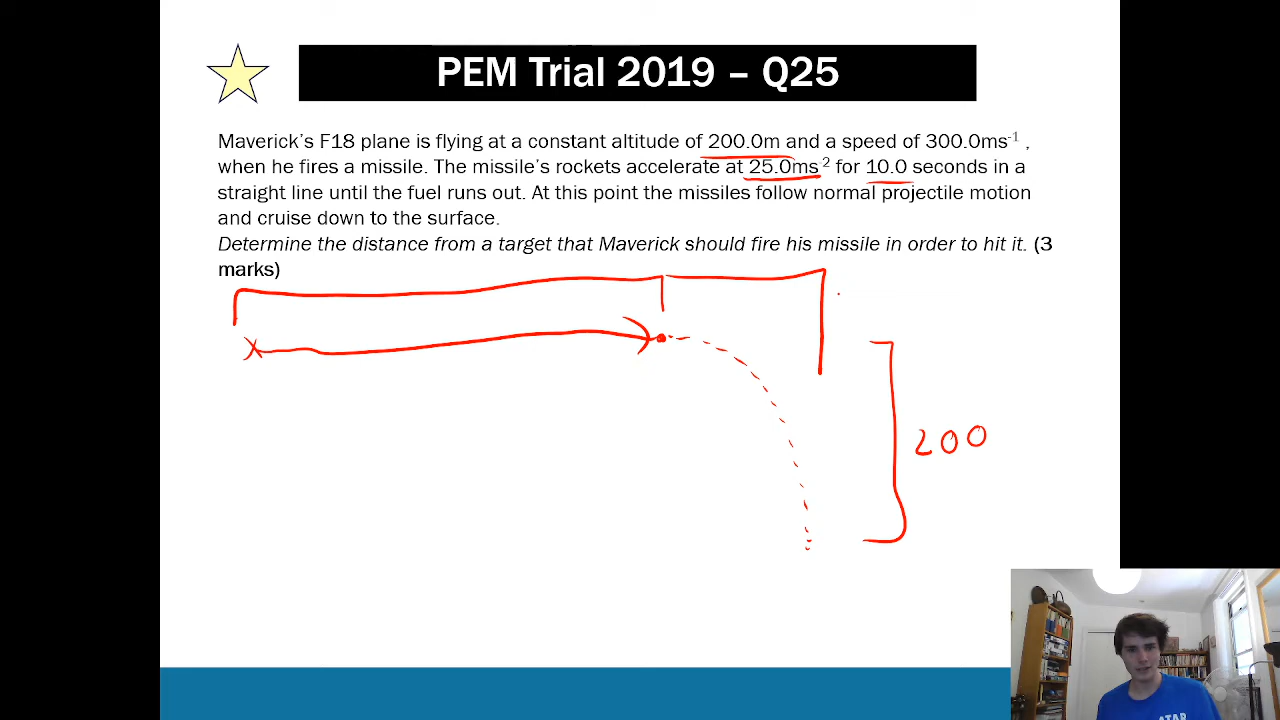 PEM Trial 2019 – Q25
Maverick’s F18 plane is flying at a constant altitude of 200.0m and a speed of 300.0ms⁻¹ ,
when he fires a missile. The missile’s rockets accelerate at 25.0ms⁻² for 10.0 seconds in a
straight line until the fuel runs out. At this point the missiles follow normal projectile motion
and cruise down to the surface.
Determine the distance from a target that Maverick should fire his missile in order to hit it. (3
marks)
200